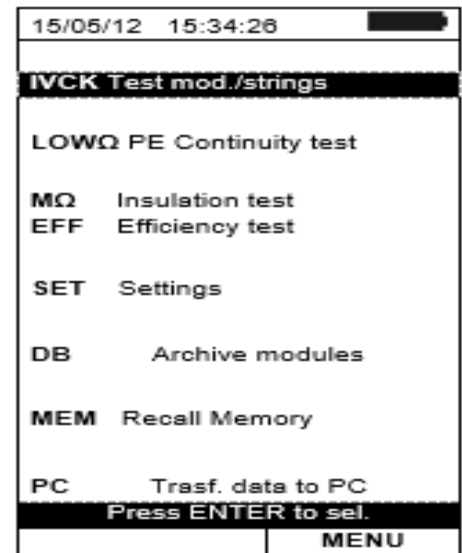 15/05/12 15:34:26
IVCK Test mod./strings
LOWΩ PE Continuity test
MΩ Insulation test
EFF Efficiency test
SET Settings
DB Archive modules
MEM Recall Memory
PC Trasf. data to PC
Press ENTER to sel.
MENU